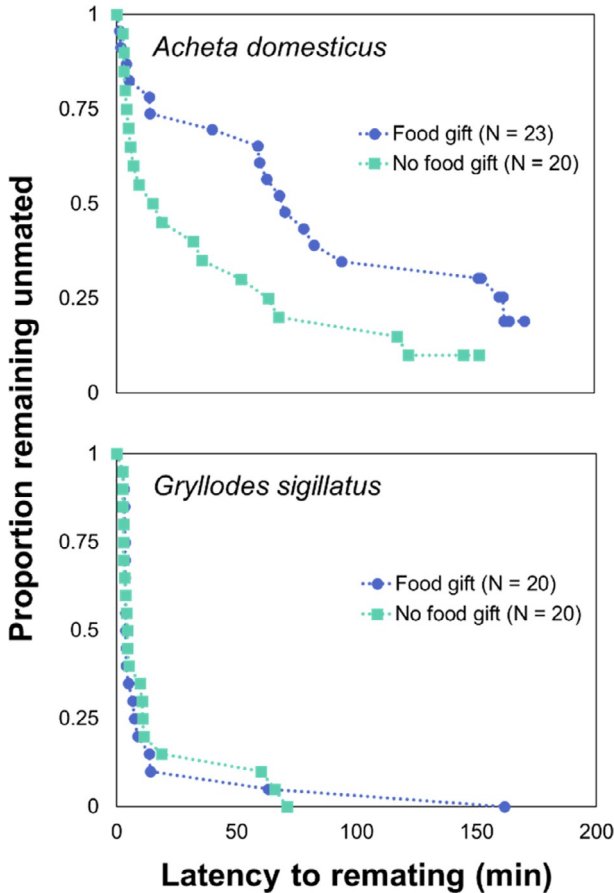 Proportion remaining unmated
1
0.75
0.5
0.25
0
Acheta domesticus
Food gift (N = 23)
No food gift (N = 20)
1
0.75
0.5
0.25
0
Gryllodes sigillatus
Food gift (N = 20)
No food gift (N = 20)
0 50 100 150 200
Latency to remating (min)